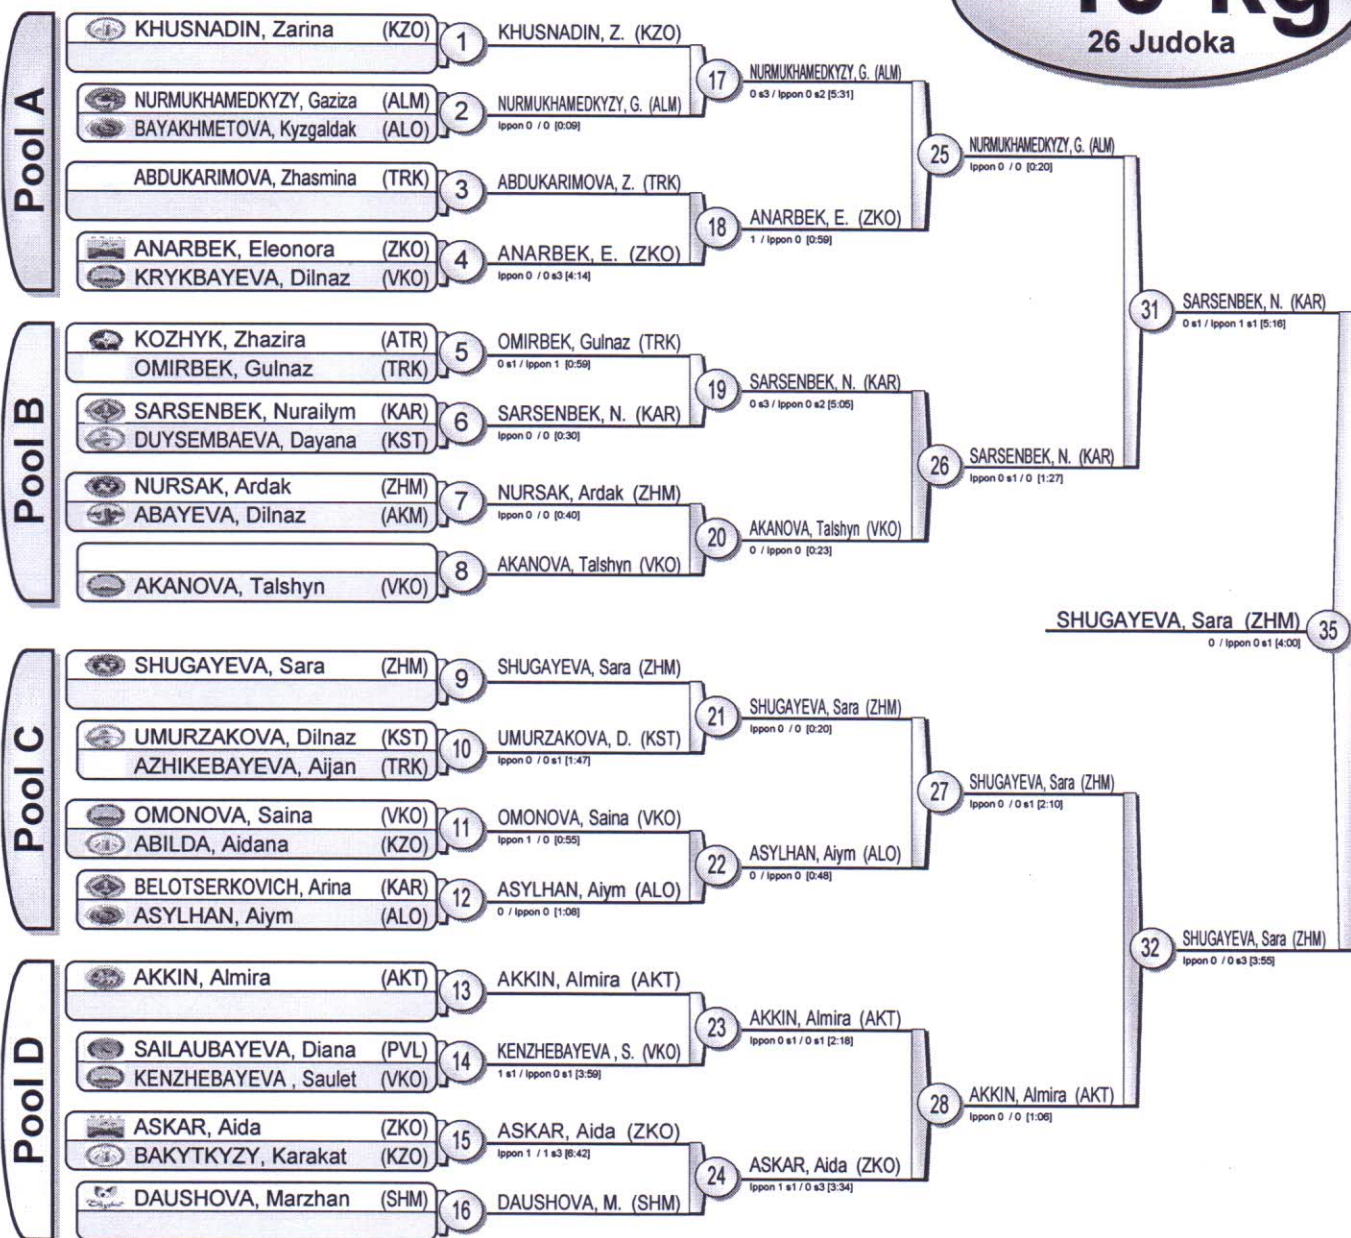 26 Judoka
Pool A
KHUSNADIN, Zarina (KZO)
1
KHUSNADIN, Z. (KZO)
NURMUKHAMEDKYZY, Gaziza (ALM)
BAYAKHMETOVA, Kyzgaldak (ALO)
2
NURMUKHAMEDKYZY, G. (ALM)
Ippon 0 / 0 [0:09]
17
NURMUKHAMEDKYZY, G. (ALM)
0 s3 / Ippon 0 s2 [5:31]
ABDUKARIMOVA, Zhasmina (TRK)
3
ABDUKARIMOVA, Z. (TRK)
ANARBEK, Eleonora (ZKO)
KRYKBAYEVA, Dilnaz (VKO)
4
ANARBEK, E. (ZKO)
Ippon 0 / 0 s3 [4:14]
18
ANARBEK, E. (ZKO)
1 / Ippon 0 [0:59]
25
NURMUKHAMEDKYZY, G. (ALM)
Ippon 0 / 0 [0:20]
Pool B
KOZHYK, Zhazira (ATR)
OMIRBEK, Gulnaz (TRK)
5
OMIRBEK, Gulnaz (TRK)
0 s1 / Ippon 1 [0:59]
SARSENBEK, Nurailym (KAR)
DUYSEMBAEVA, Dayana (KST)
6
SARSENBEK, N. (KAR)
Ippon 0 / 0 [0:30]
19
SARSENBEK, N. (KAR)
0 s3 / Ippon 0 s2 [5:05]
NURSAK, Ardak (ZHM)
ABAYEVA, Dilnaz (AKM)
7
NURSAK, Ardak (ZHM)
Ippon 0 / 0 [0:40]
AKANOVA, Talshyn (VKO)
8
AKANOVA, Talshyn (VKO)
20
AKANOVA, Talshyn (VKO)
0 / Ippon 0 [0:23]
26
SARSENBEK, N. (KAR)
Ippon 0 s1 / 0 [1:27]
31
SARSENBEK, N. (KAR)
0 s1 / Ippon 1 s1 [5:16]
SHUGAYEVA, Sara (ZHM)
0 / Ippon 0 s1 [4:00]
35
Pool C
SHUGAYEVA, Sara (ZHM)
9
SHUGAYEVA, Sara (ZHM)
UMURZAKOVA, Dilnaz (KST)
AZHIKEBAYEVA, Aijan (TRK)
10
UMURZAKOVA, D. (KST)
Ippon 0 / 0 s1 [1:47]
21
SHUGAYEVA, Sara (ZHM)
Ippon 0 / 0 [0:20]
OMONOVA, Saina (VKO)
ABILDA, Aidana (KZO)
11
OMONOVA, Saina (VKO)
Ippon 1 / 0 [0:55]
BELOTSERKOVICH, Arina (KAR)
ASYLHAN, Aiym (ALO)
12
ASYLHAN, Aiym (ALO)
0 / Ippon 0 [1:08]
22
ASYLHAN, Aiym (ALO)
0 / Ippon 0 [0:48]
27
SHUGAYEVA, Sara (ZHM)
Ippon 0 / 0 s1 [2:10]
Pool D
AKKIN, Almira (AKT)
13
AKKIN, Almira (AKT)
SAILAUBAYEVA, Diana (PVL)
KENZHEBAYEVA , Saulet (VKO)
14
KENZHEBAYEVA , S. (VKO)
1 s1 / Ippon 0 s1 [3:59]
23
AKKIN, Almira (AKT)
Ippon 0 s1 / 0 s1 [2:18]
ASKAR, Aida (ZKO)
BAKYTKYZY, Karakat (KZO)
15
ASKAR, Aida (ZKO)
Ippon 1 / 1 s3 [6:42]
DAUSHOVA, Marzhan (SHM)
16
DAUSHOVA, M. (SHM)
24
ASKAR, Aida (ZKO)
Ippon 1 s1 / 0 s3 [3:34]
28
AKKIN, Almira (AKT)
Ippon 0 / 0 [1:06]
32
SHUGAYEVA, Sara (ZHM)
Ippon 0 / 0 s3 [3:55]